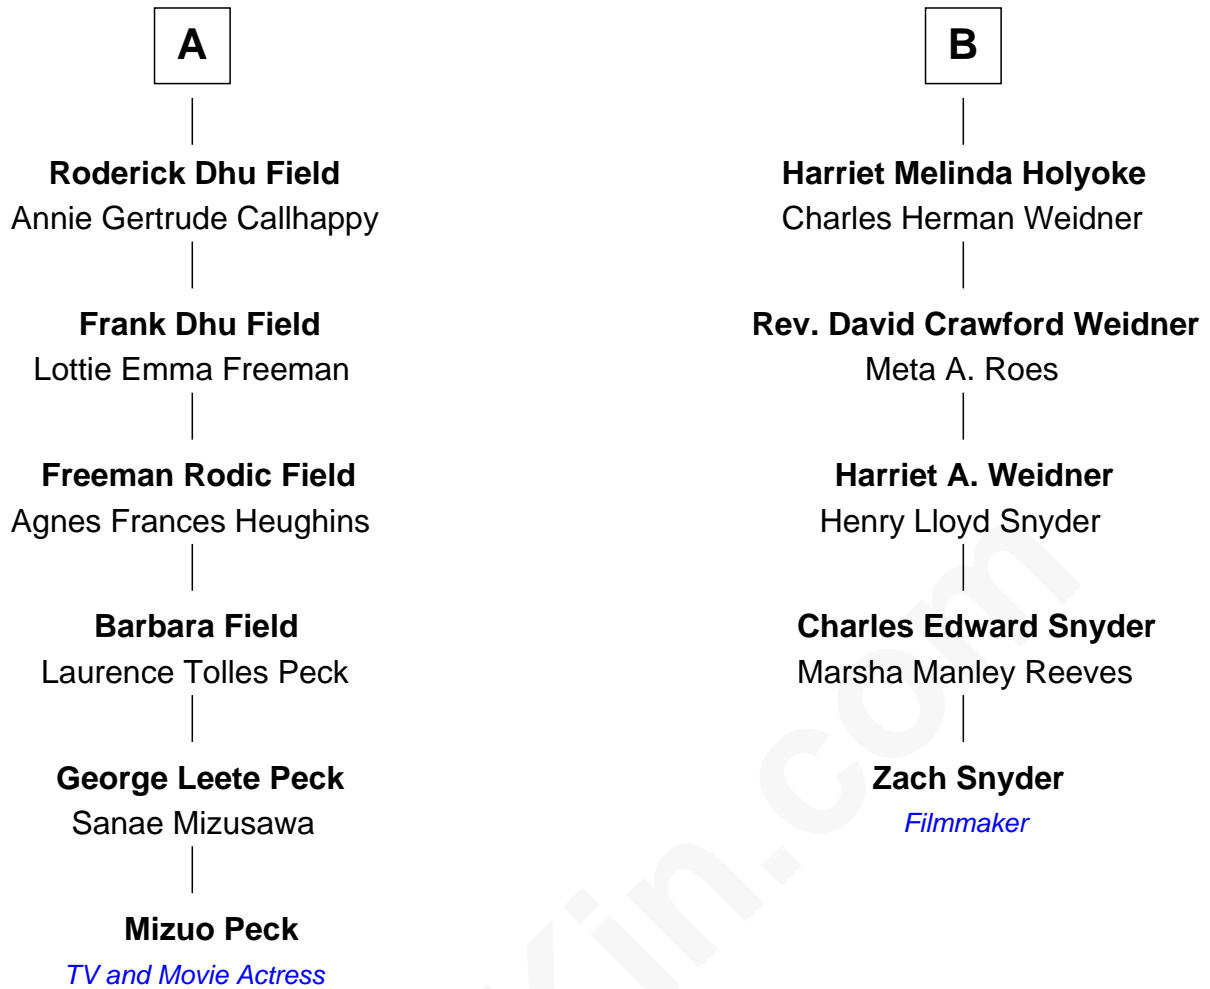 A
Roderick Dhu Field
Annie Gertrude Callhappy
Frank Dhu Field
Lottie Emma Freeman
Freeman Rodic Field
Agnes Frances Heughins
Barbara Field
Laurence Tolles Peck
George Leete Peck
Sanae Mizusawa
Mizuo Peck
TV and Movie Actress
B
Harriet Melinda Holyoke
Charles Herman Weidner
Rev. David Crawford Weidner
Meta A. Roes
Harriet A. Weidner
Henry Lloyd Snyder
Charles Edward Snyder
Marsha Manley Reeves
Zach Snyder
Filmmaker
Kin.com